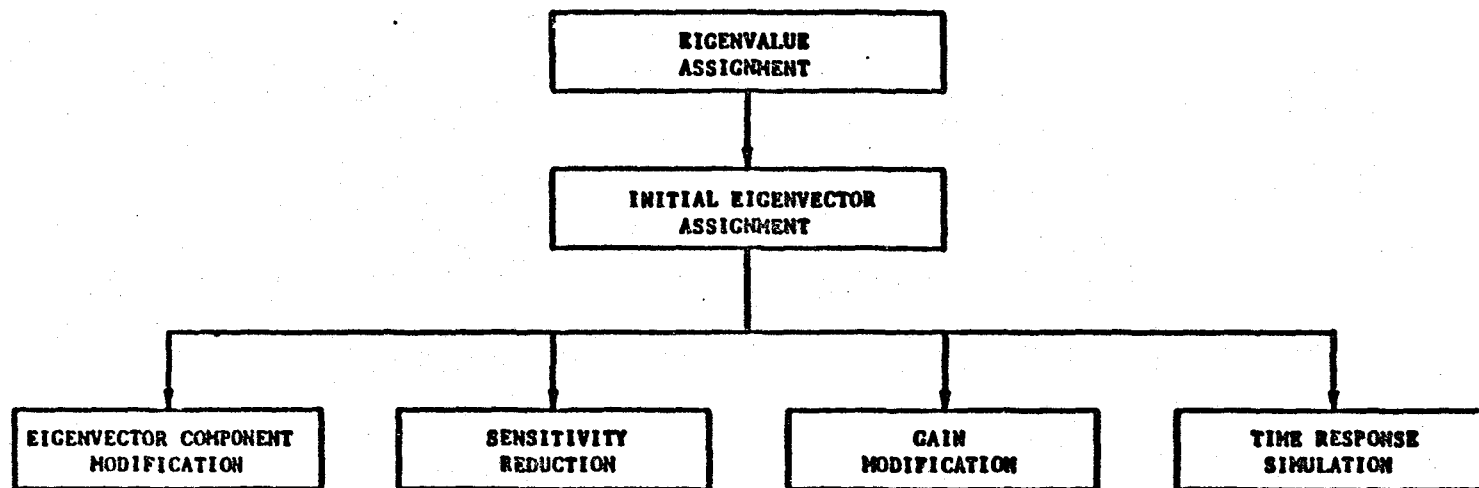 EIGENVALUE
ASSIGNMENT
INITIAL EIGENVECTOR
ASSIGNMENT
EIGENVECTOR COMPONENT
MODIFICATION
SENSITIVITY
REDUCTION
GAIN
MODIFICATION
TIME RESPONSE
SIMULATION